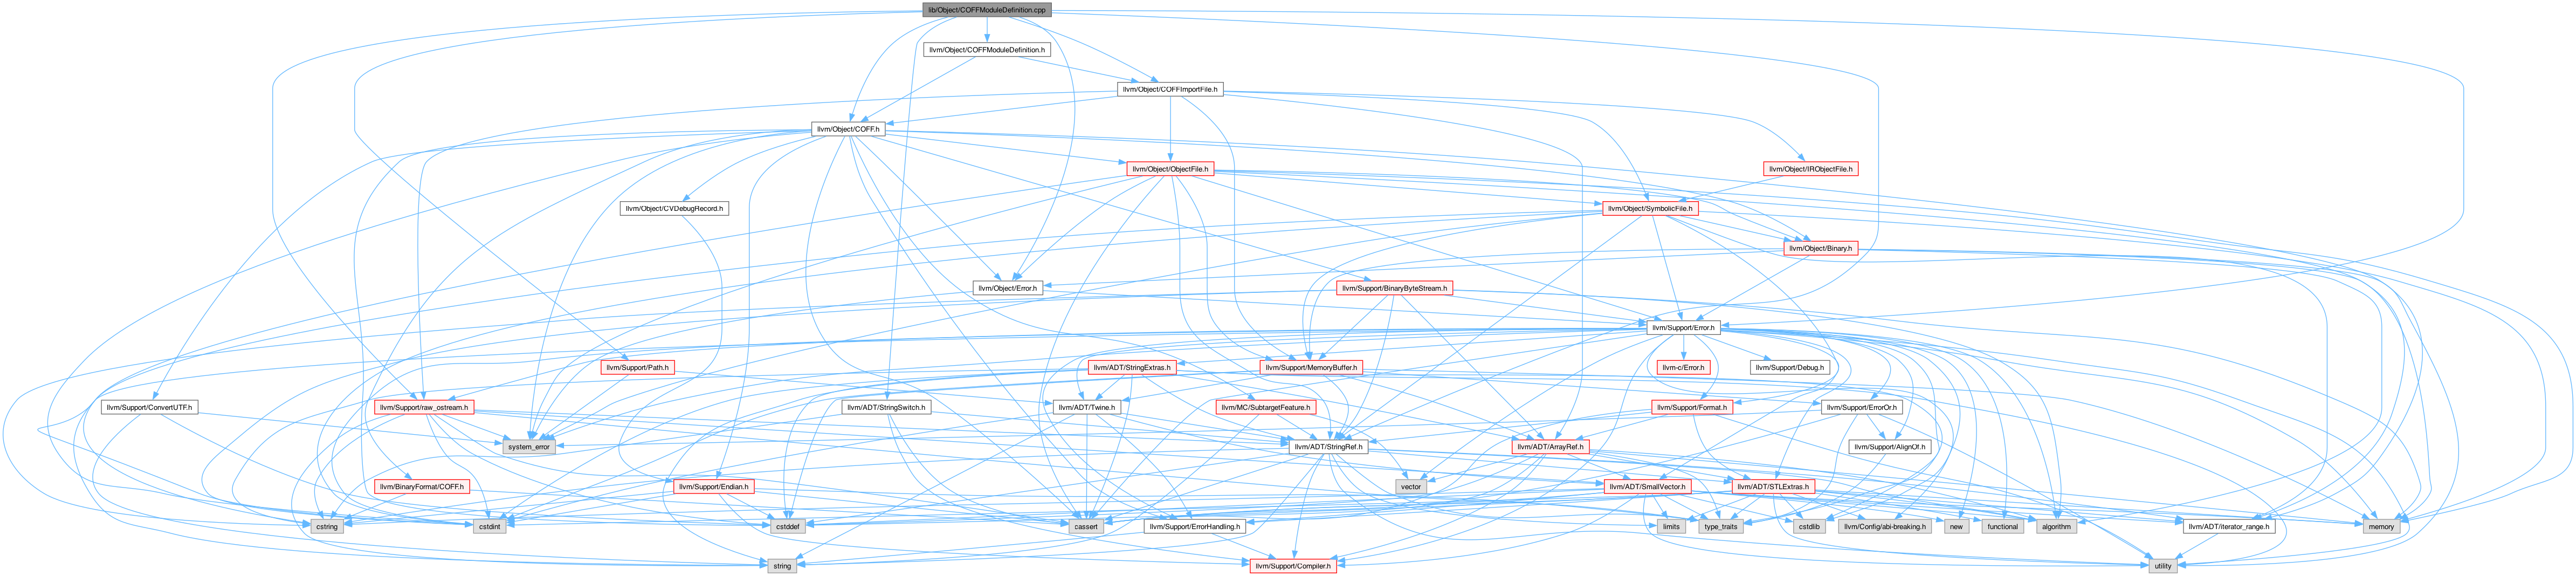 lib/Object/COFFModuleDefinition.cpp
llvm/Object/COFFModuleDefinition.h
llvm/Object/COFFImportFile.h
llvm/Object/COFF.h
llvm/Object/ObjectFile.h
llvm/Object/IRObjectFile.h
llvm/Object/CVDebugRecord.h
llvm/Object/SymbolicFile.h
llvm/Object/Binary.h
llvm/Object/Error.h
llvm/Support/BinaryByteStream.h
llvm/Support/Error.h
llvm/Support/Path.h
llvm/ADT/StringExtras.h
llvm/Support/MemoryBuffer.h
llvm-c/Error.h
llvm/Support/Debug.h
llvm/Support/ConvertUTF.h
llvm/Support/raw_ostream.h
llvm/ADT/StringSwitch.h
llvm/ADT/Twine.h
llvm/MC/SubtargetFeature.h
llvm/Support/Format.h
llvm/Support/ErrorOr.h
system_error
llvm/ADT/StringRef.h
llvm/ADT/ArrayRef.h
llvm/Support/AlignOf.h
llvm/BinaryFormat/COFF.h
llvm/Support/Endian.h
vector
llvm/ADT/SmallVector.h
llvm/ADT/STLExtras.h
cstring
cstdint
cstddef
cassert
llvm/Support/ErrorHandling.h
limits
type_traits
cstdlib
llvm/Config/abi-breaking.h
new
functional
algorithm
llvm/ADT/iterator_range.h
memory
string
llvm/Support/Compiler.h
utility